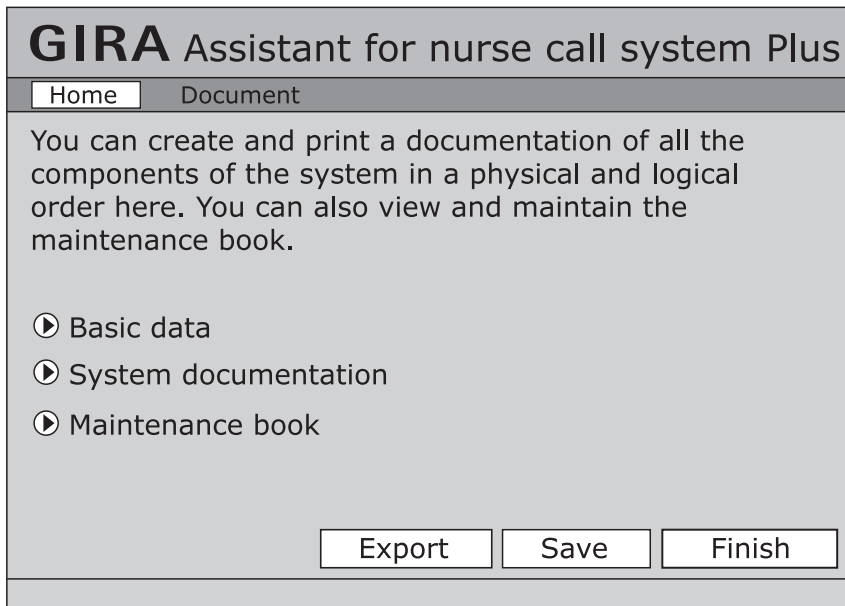 GIRA Assistant for nurse call system Plus
Home Document
You can create and print a documentation of all the
components of the system in a physical and logical
order here. You can also view and maintain the
maintenance book.
Basic data
System documentation
Maintenance book
Export Save Finish